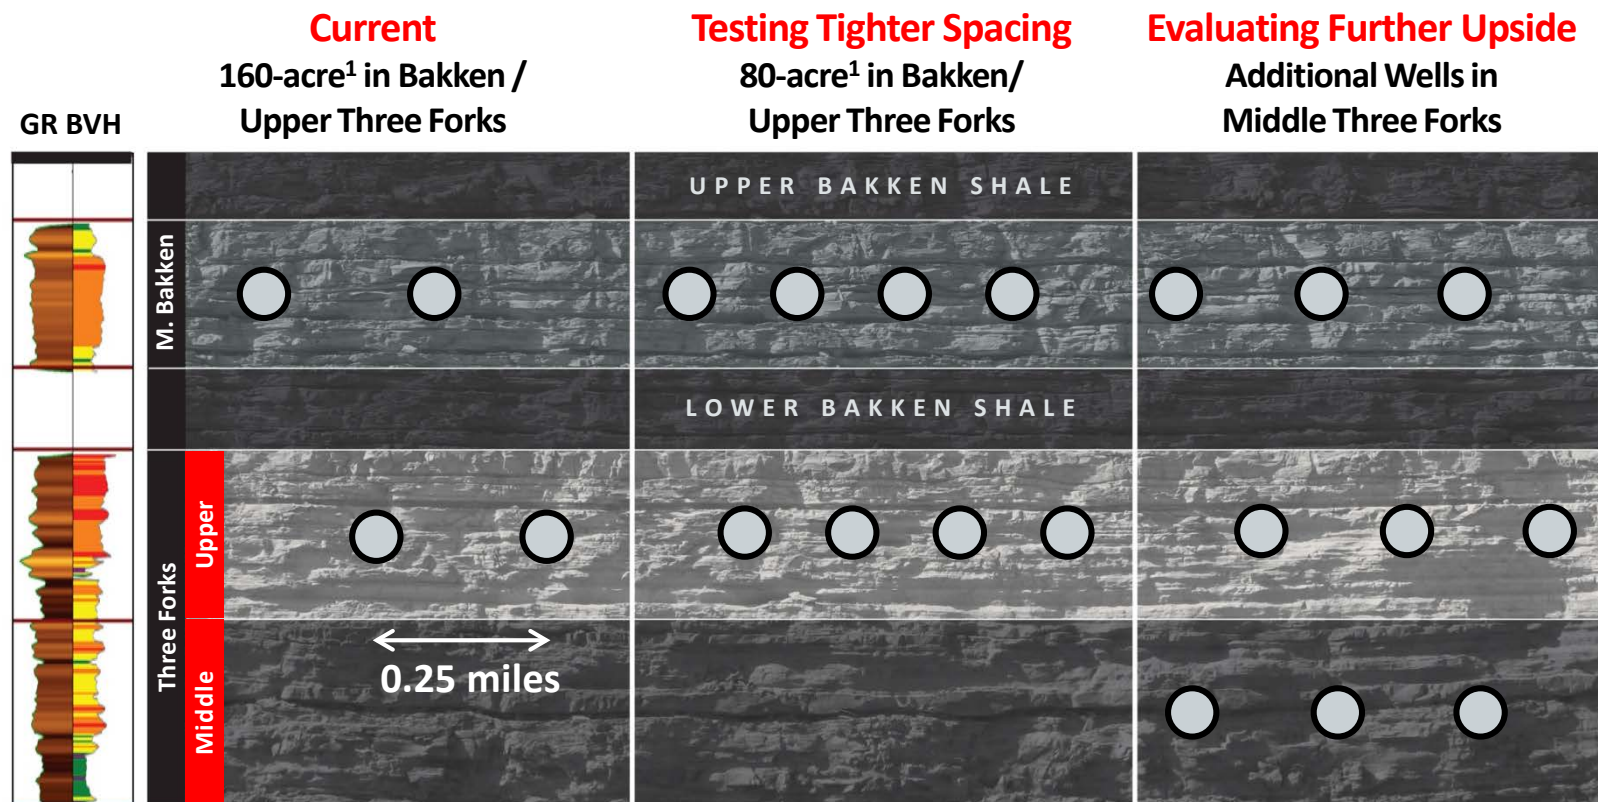 Current
160-acre¹ in Bakken /
Upper Three Forks
Testing Tighter Spacing
80-acre¹ in Bakken/
Upper Three Forks
Evaluating Further Upside
Additional Wells in
Middle Three Forks
GR BVH
UPPER BAKKEN SHALE
M. Bakken
LOWER BAKKEN SHALE
Three Forks
Upper
Middle
0.25 miles